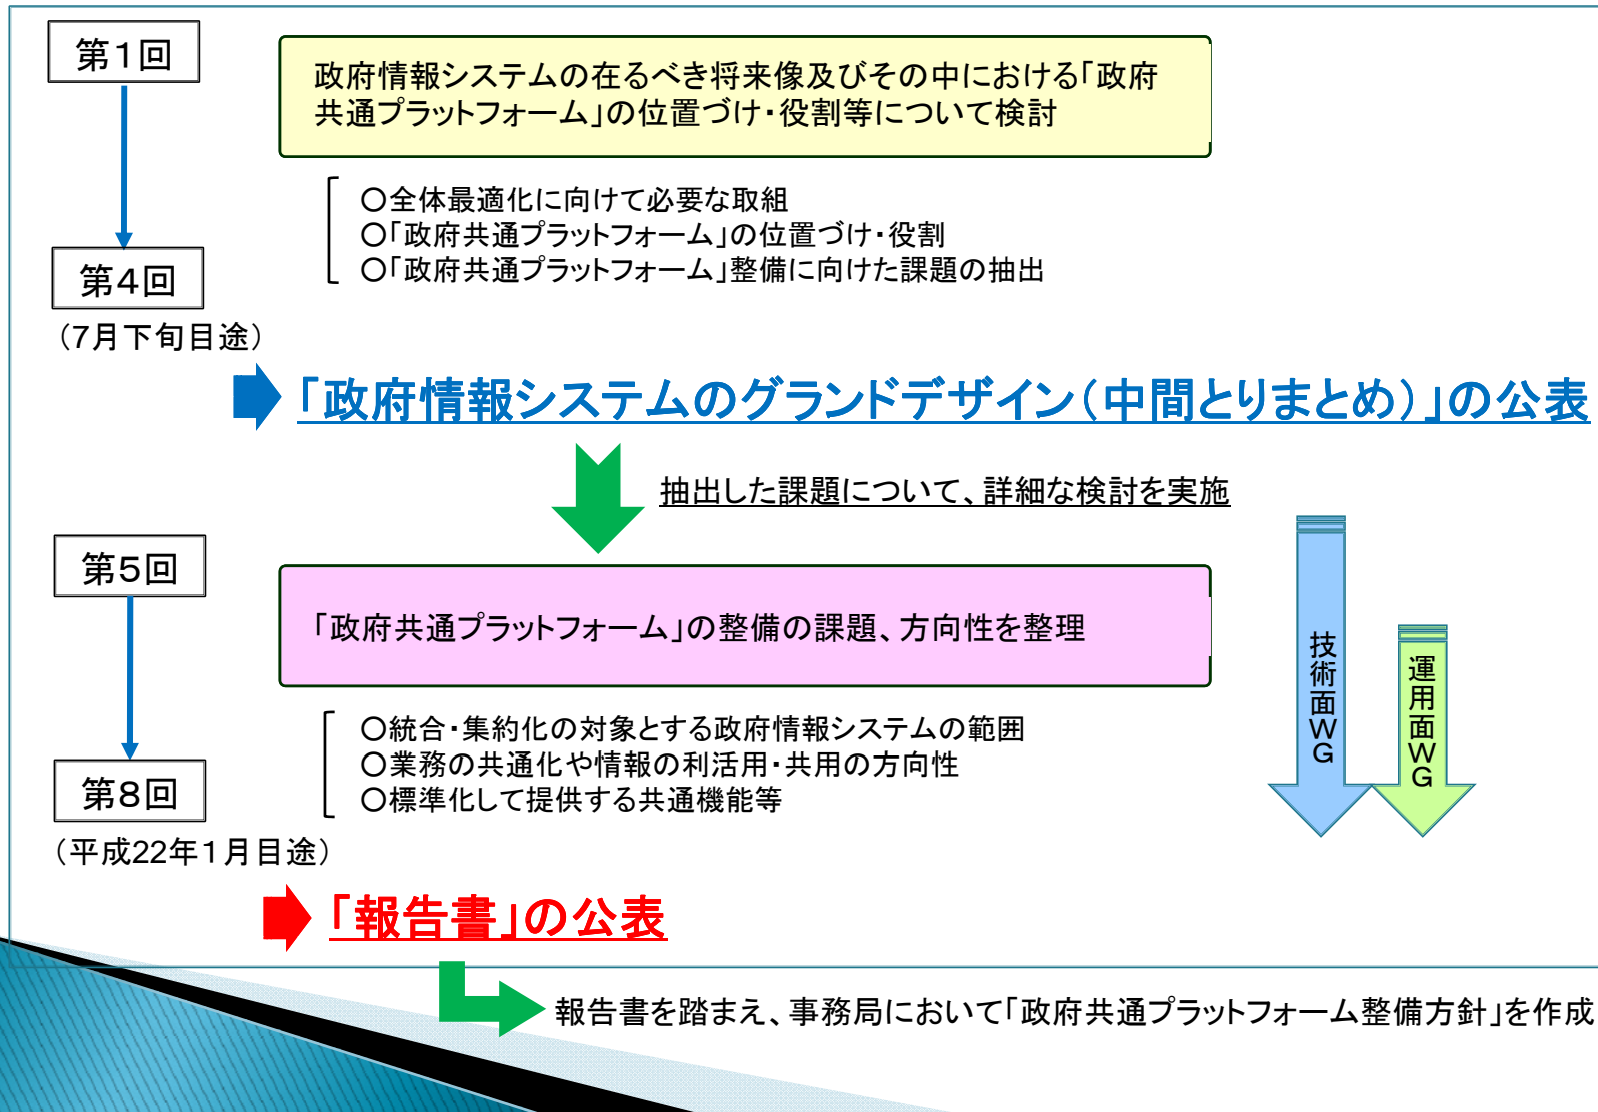 第1回
政府情報システムの在るべき将来像及びその中における｢政府
共通プラットフォーム｣の位置づけ･役割等について検討
○全体最適化に向けて必要な取組
○｢政府共通プラットフォーム｣の位置づけ･役割
○｢政府共通プラットフォーム｣整備に向けた課題の抽出
第4回
（7月下旬目途）
｢政府情報システムのグランドデザイン（中間とりまとめ）｣の公表
抽出した課題について、詳細な検討を実施
第5回
｢政府共通プラットフォーム｣の整備の課題、方向性を整理
○統合･集約化の対象とする政府情報システムの範囲
○業務の共通化や情報の利活用･共用の方向性
○標準化して提供する共通機能等
第8回
（平成22年１月目途）
技術面ＷＧ
運用面ＷＧ
｢報告書｣の公表
報告書を踏まえ、事務局において｢政府共通プラットフォーム整備方針｣を作成